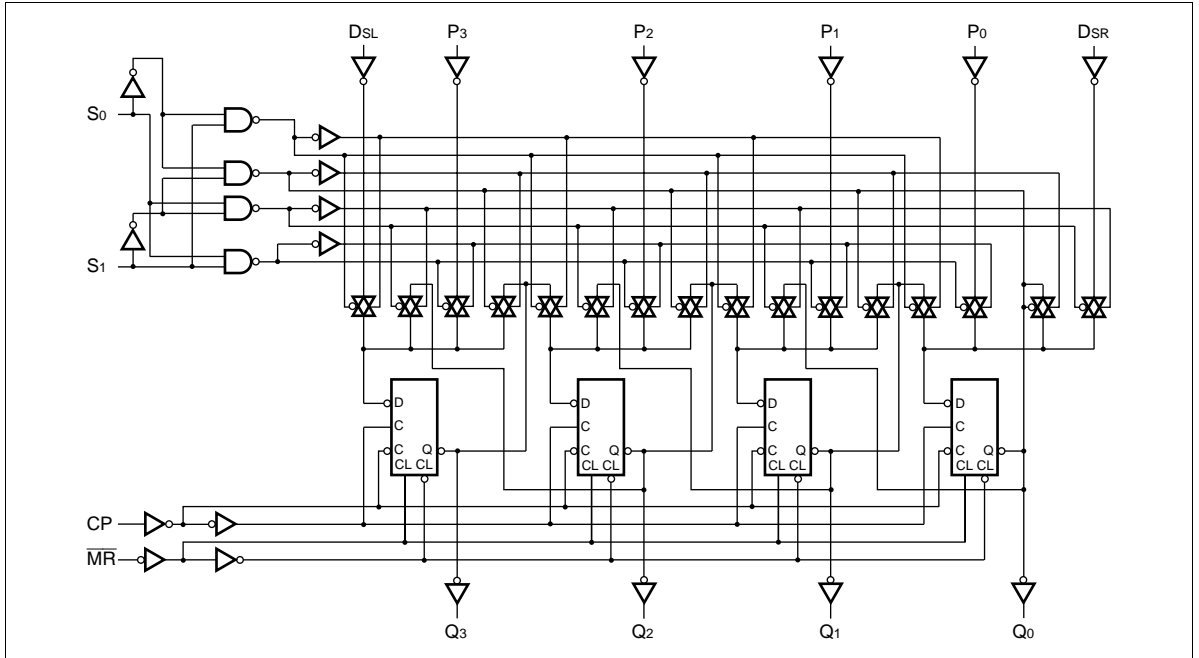 DSL P3 P2 P1 P0 DSR
S0
S1
D D D D
C C C C
C Q C Q C Q C Q
CL CL CL CL CL CL CL CL
CP
MR
Q3 Q2 Q1 Q0